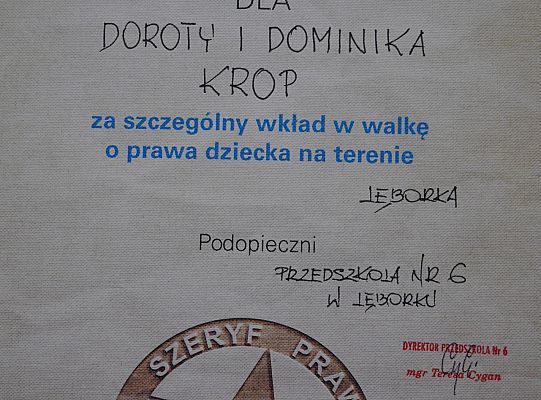 DLA
DOROTY I DOMINIKA
KROP
za szczególny wkład w walkę
o prawa dziecka na terenie
LĘBORKA
Podopieczni
PRZEDSZKOLA NR 6
W LĘBORKU
SZERYF PRAW
DYREKTOR PRZEDSZKOLA Nr 6
mgr Teresa Cygan